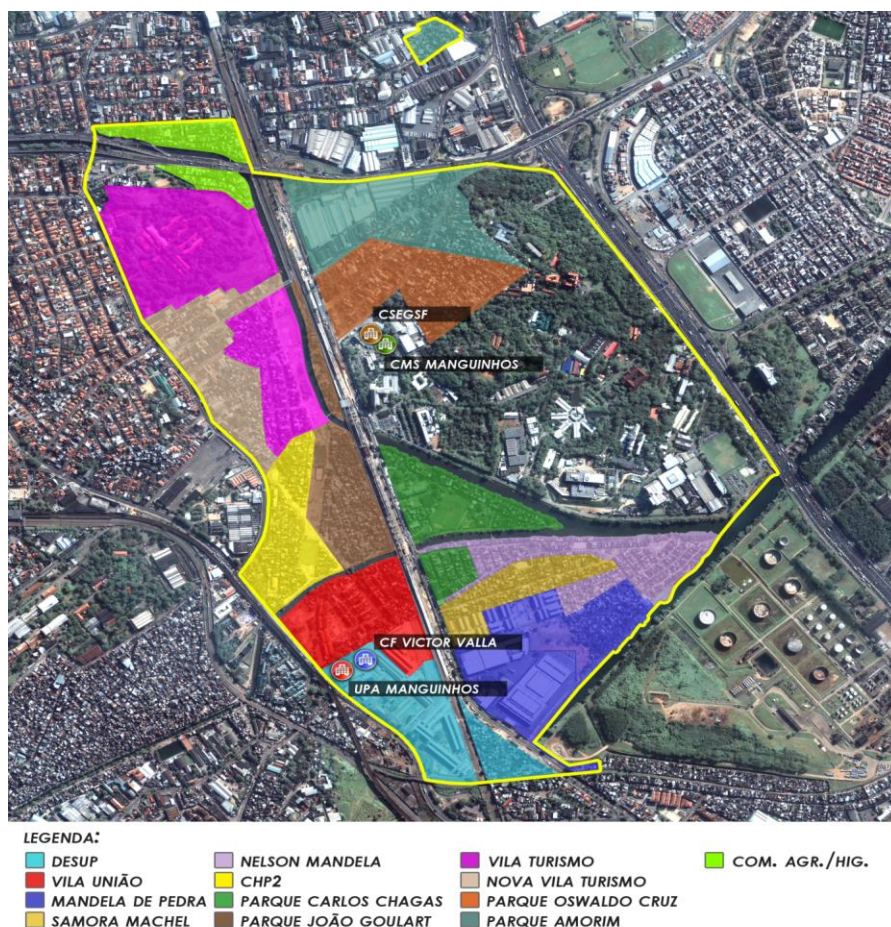 CSEGSF
CMS MANGUINHOS
CF VICTOR VALLA
UPA MANGUINHOS
LEGENDA:
DESUP
VILA UNIÃO
MANDELA DE PEDRA
SAMORA MACHEL
NELSON MANDELA
CHP2
PARQUE CARLOS CHAGAS
PARQUE JOÃO GOULART
VILA TURISMO
NOVA VILA TURISMO
PARQUE OSWALDO CRUZ
PARQUE AMORIM
COM. AGR./HIG.